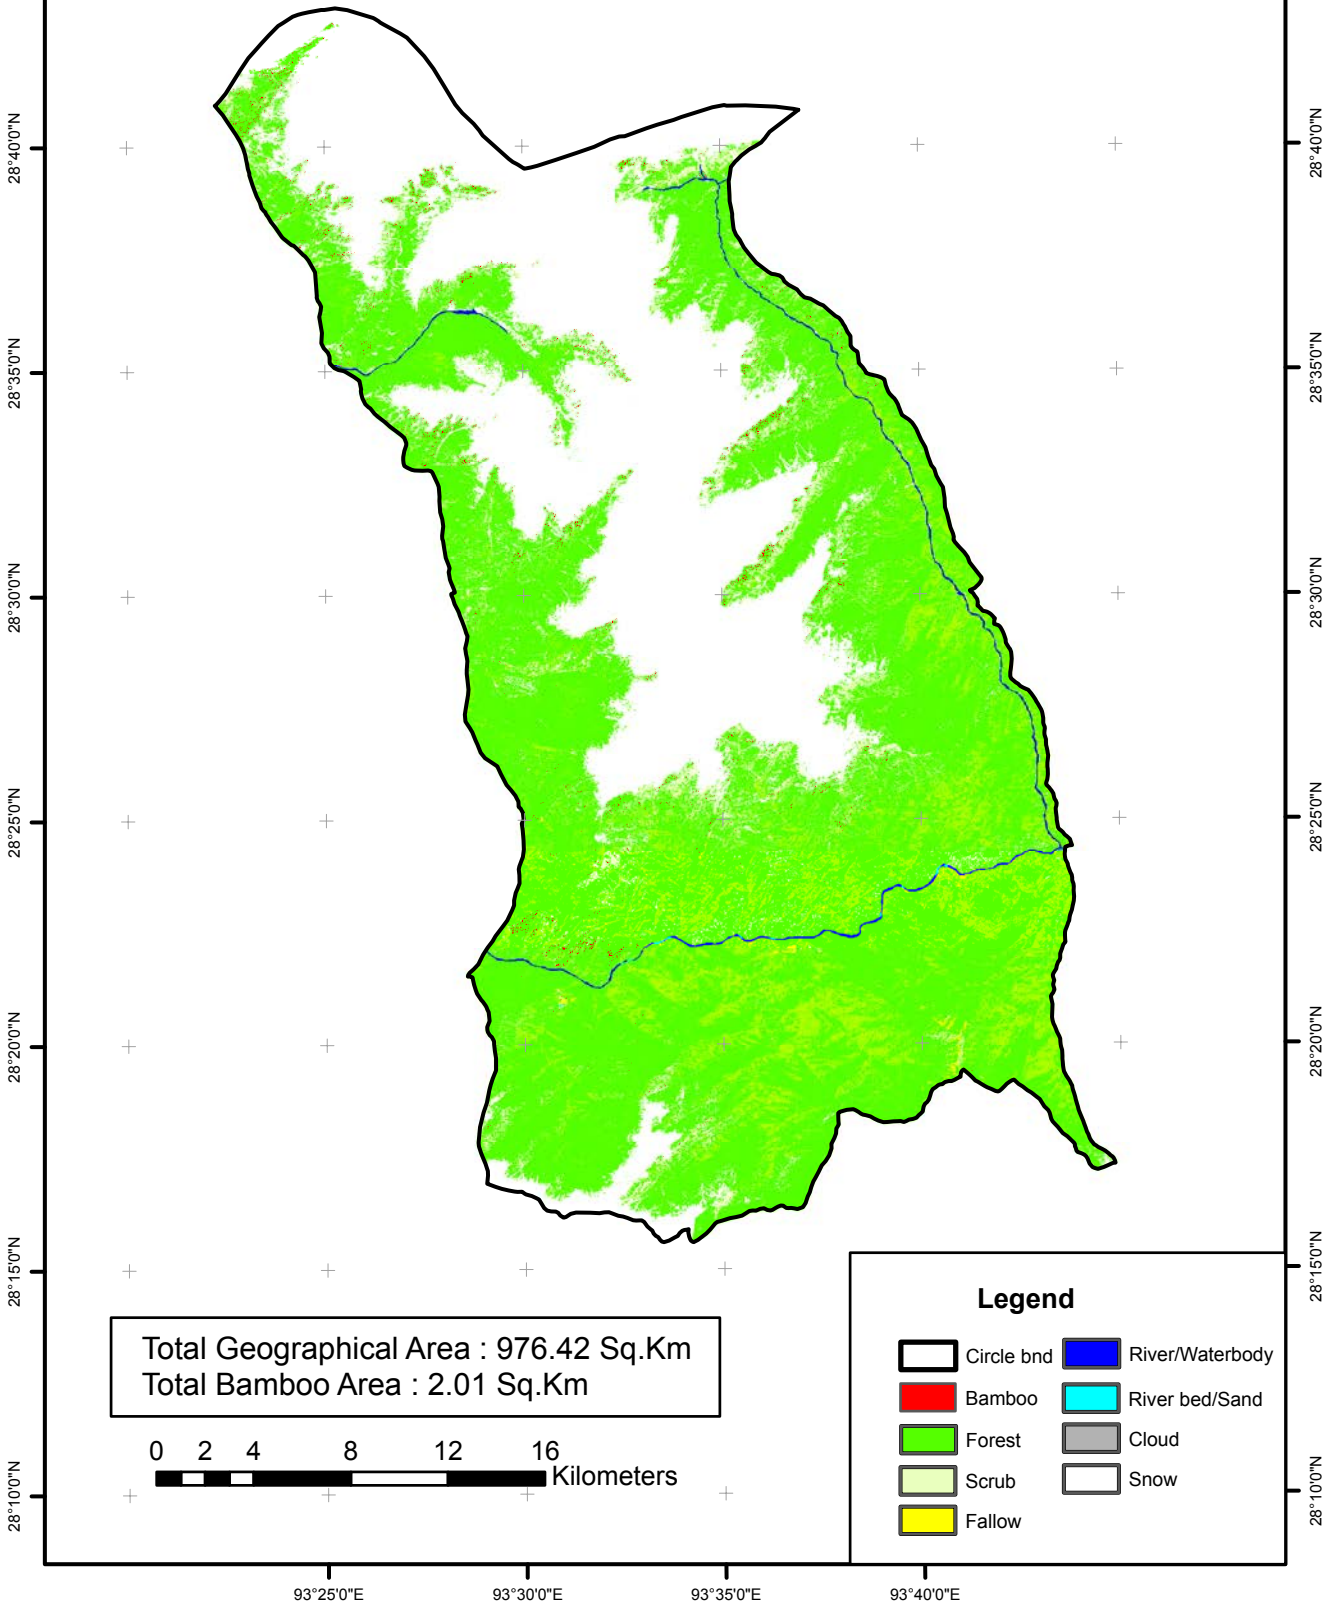 28°40'0"N
28°35'0"N
28°30'0"N
28°25'0"N
28°20'0"N
28°15'0"N
28°10'0"N
28°40'0"N
28°35'0"N
28°30'0"N
28°25'0"N
28°20'0"N
28°15'0"N
28°10'0"N
Total Geographical Area : 976.42 Sq.Km
Total Bamboo Area : 2.01 Sq.Km
0 2 4 8 12 16
Kilometers
Legend
Circle bnd
Bamboo
Forest
Scrub
Fallow
River/Waterbody
River bed/Sand
Cloud
Snow
93°25'0"E 93°30'0"E 93°35'0"E 93°40'0"E